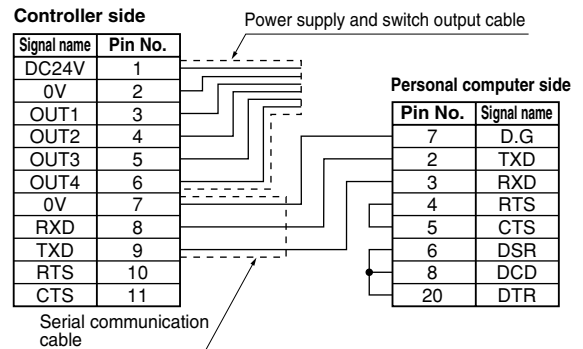 Controller side
Power supply and switch output cable
Signal name Pin No.
DC24V 1
0V 2
OUT1 3
OUT2 4
OUT3 5
OUT4 6
0V 7
RXD 8
TXD 9
RTS 10
CTS 11
Personal computer side
Pin No. Signal name
7 D.G
2 TXD
3 RXD
4 RTS
5 CTS
6 DSR
8 DCD
20 DTR
Serial communication
cable